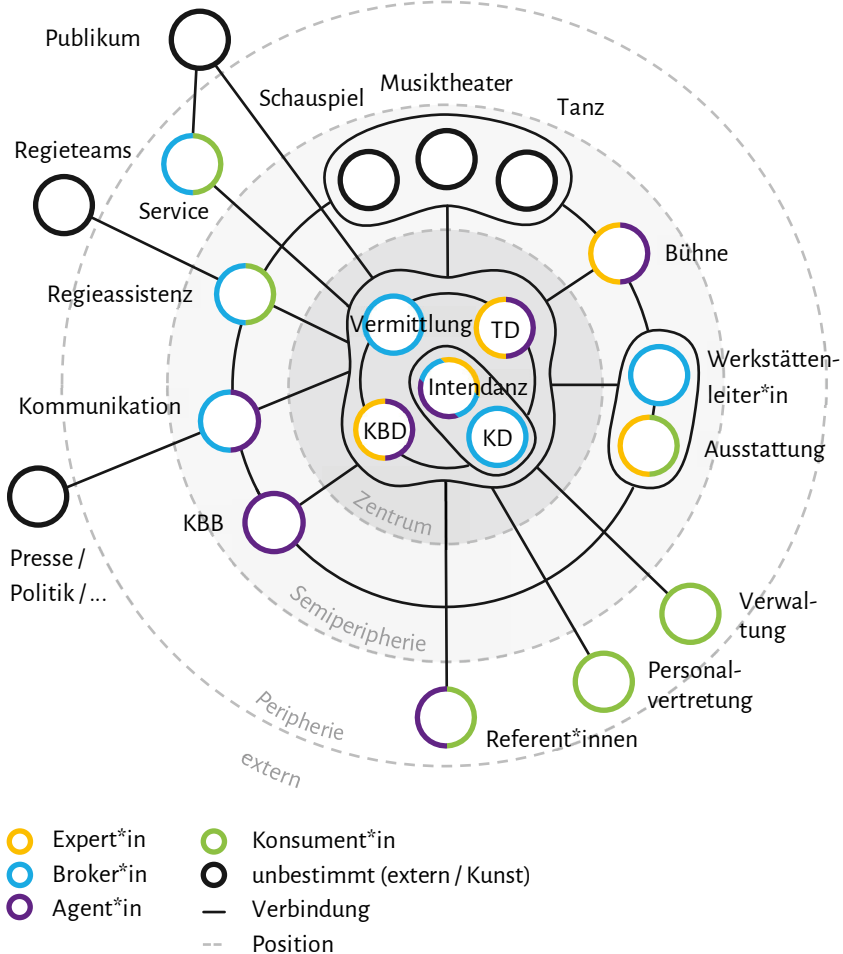 Publikum
Schauspiel
Musiktheater
Tanz
Regieteams
Service
Bühne
Regieassistenz
Vermittlung
TD
Werkstätten-
leiter*in
Intendanz
Kommunikation
KBD
KD
Ausstattung
Zentrum
KBB
Presse /
Politik / ...
Semiperipherie
Verwal-
tung
Personal-
vertretung
Peripherie
Referent*innen
extern
Expert*in
Broker*in
Agent*in
Konsument*in
unbestimmt (extern / Kunst)
Verbindung
Position